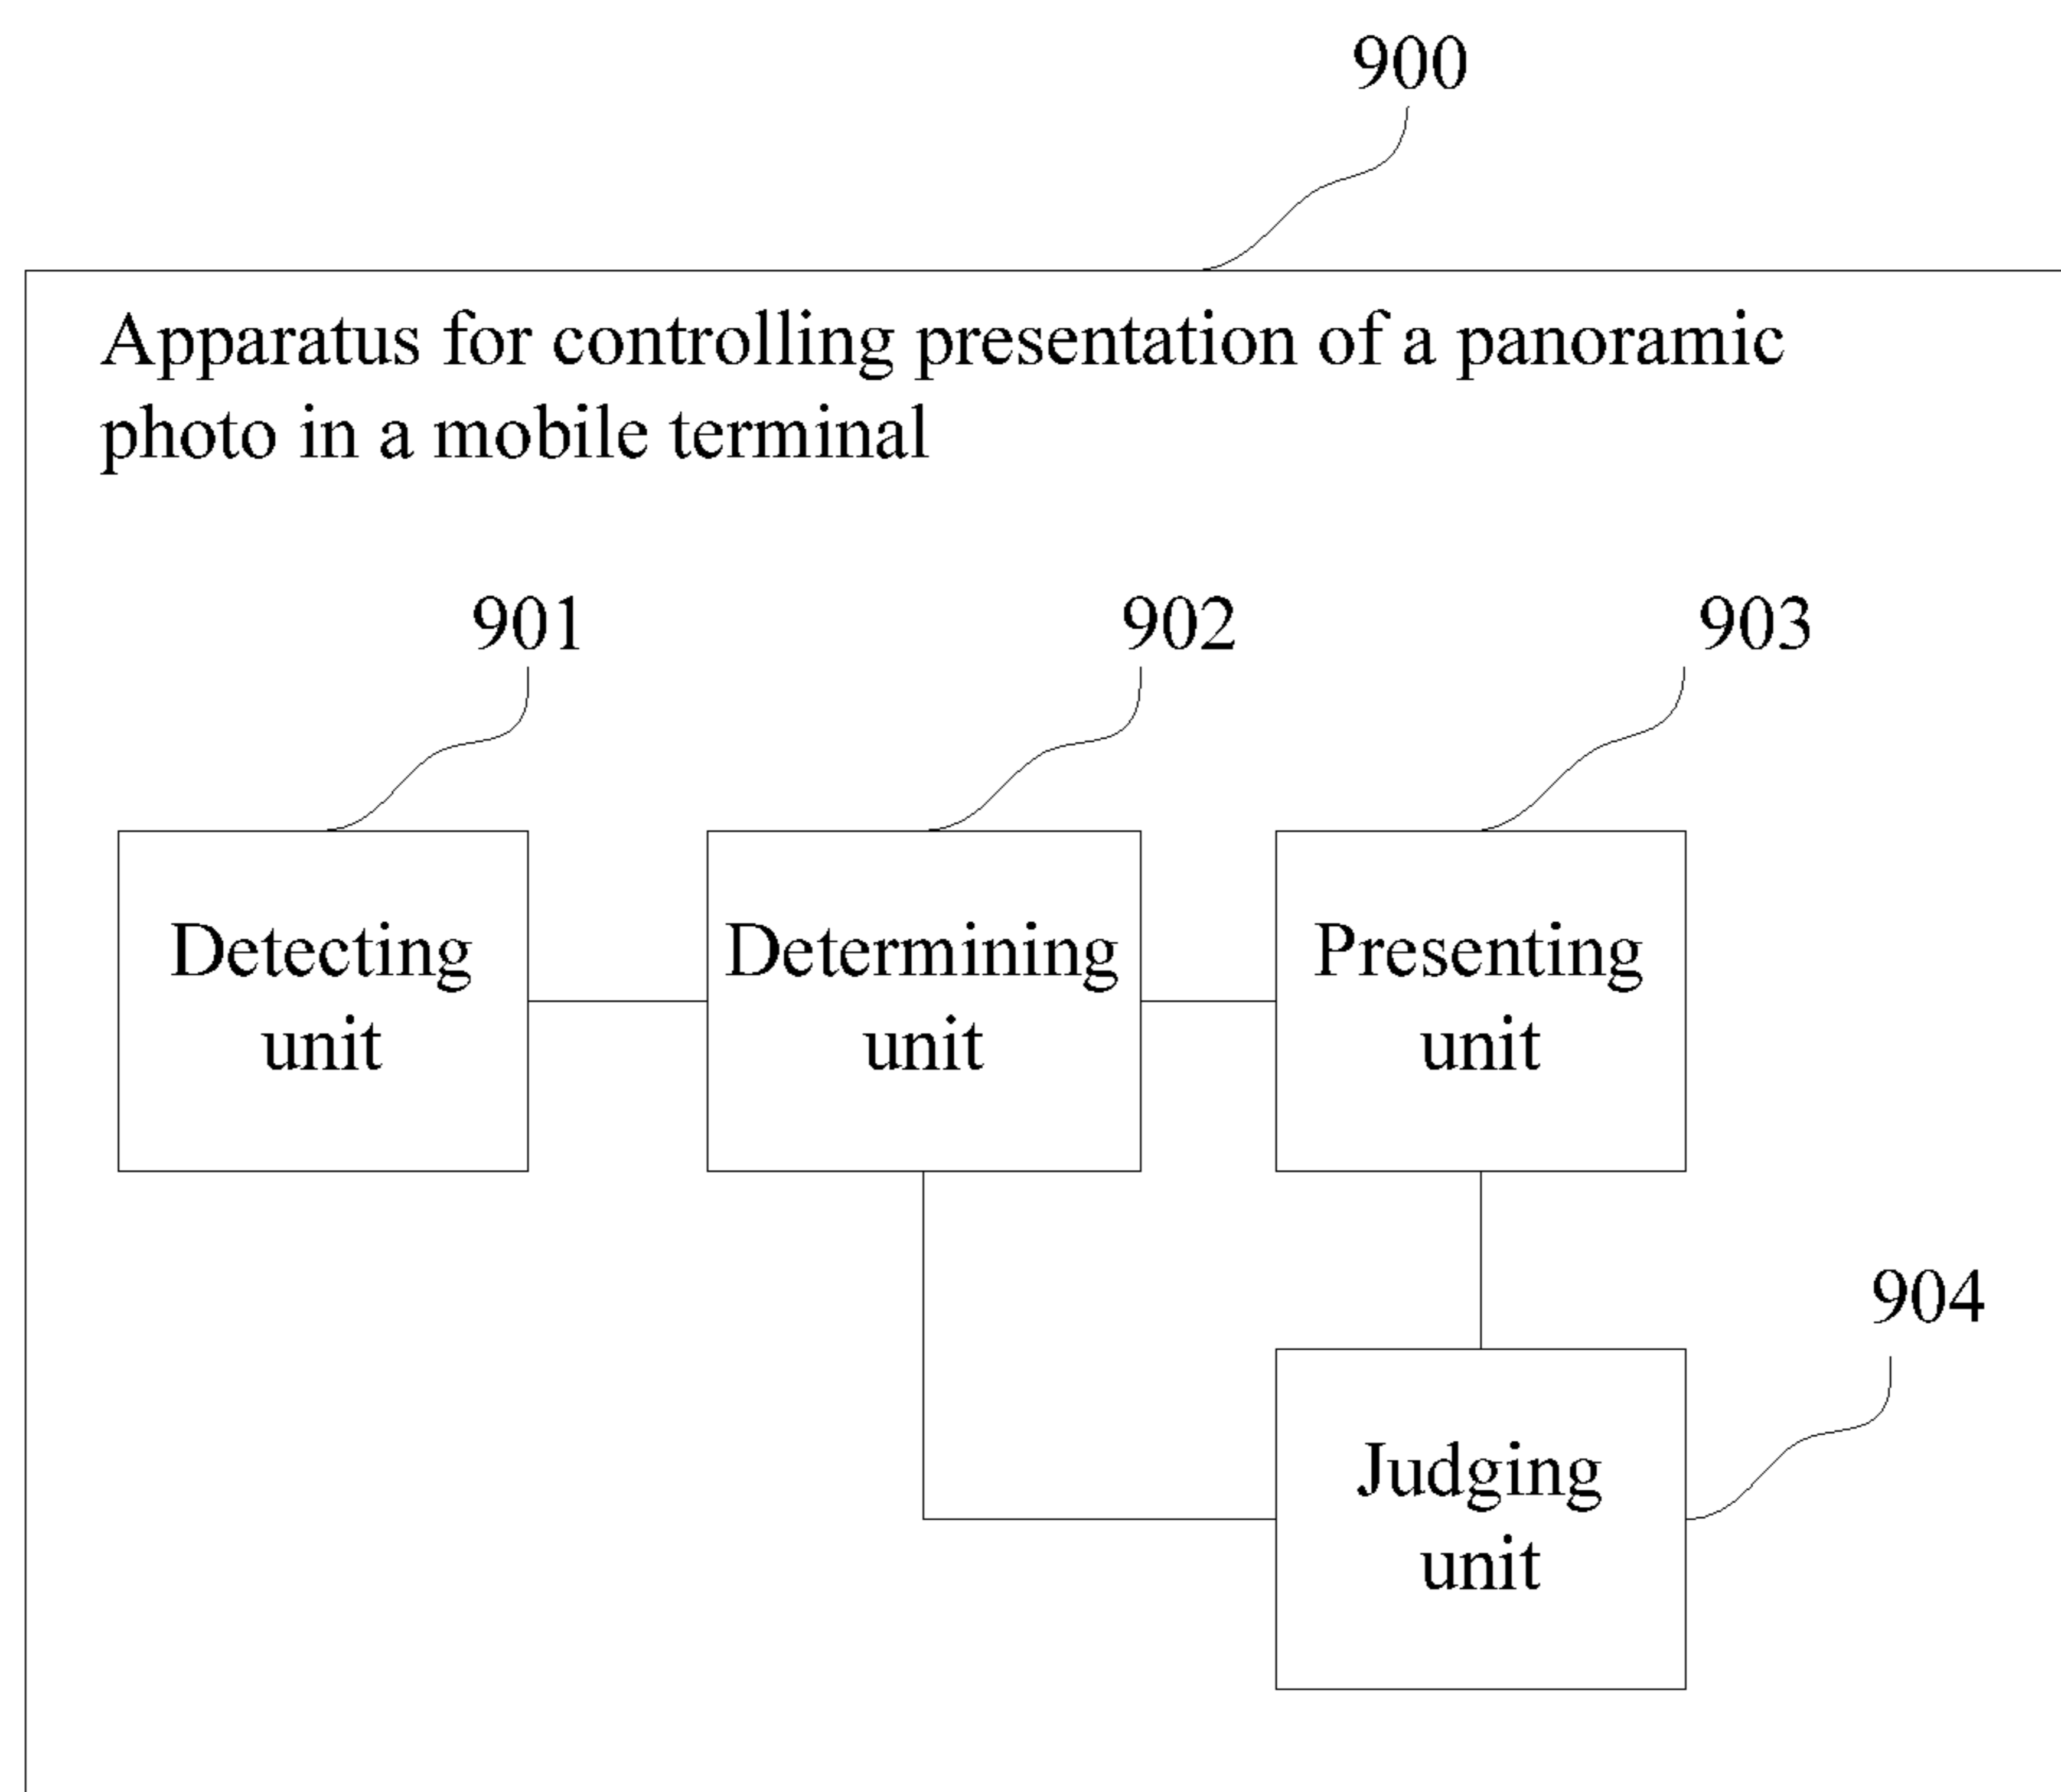 900
Apparatus for controlling presentation of a panoramic
photo in a mobile terminal
901
902
903
Detecting
unit
Determining
unit
Presenting
unit
904
Judging
unit